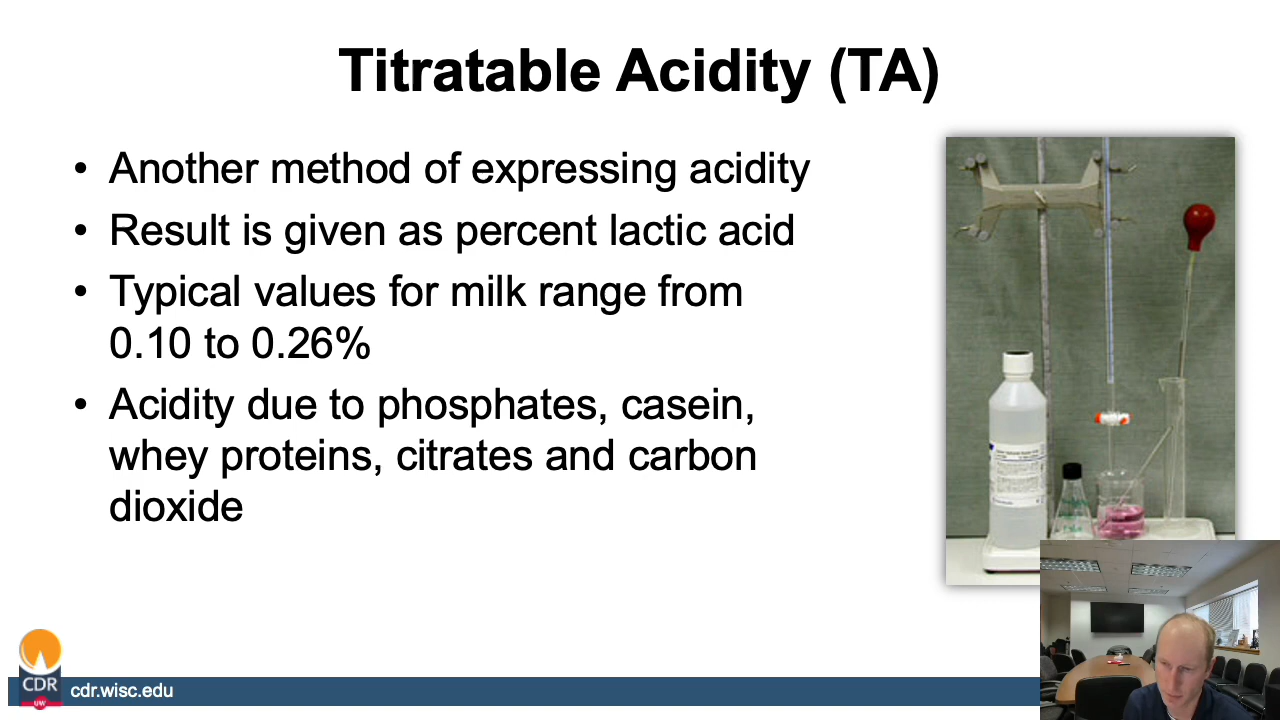 Titratable Acidity (TA)
• Another method of expressing acidity
• Result is given as percent lactic acid
• Typical values for milk range from
0.10 to 0.26%
• Acidity due to phosphates, casein,
whey proteins, citrates and carbon
dioxide
CDR
UW
cdr.wisc.edu